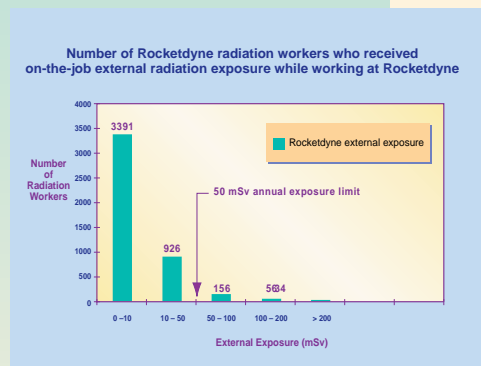 Number of Rocketdyne radiation workers who received
on-the-job external radiation exposure while working at Rocketdyne
4000
3500
3000
2500
2000
1500
1000
500
0
Number
of
Radiation
Workers
3391
926
156
5634
Rocketdyne external exposure
50 mSv annual exposure limit
0 –10
10 – 50
50 – 100
100 – 200
> 200
External Exposure (mSv)